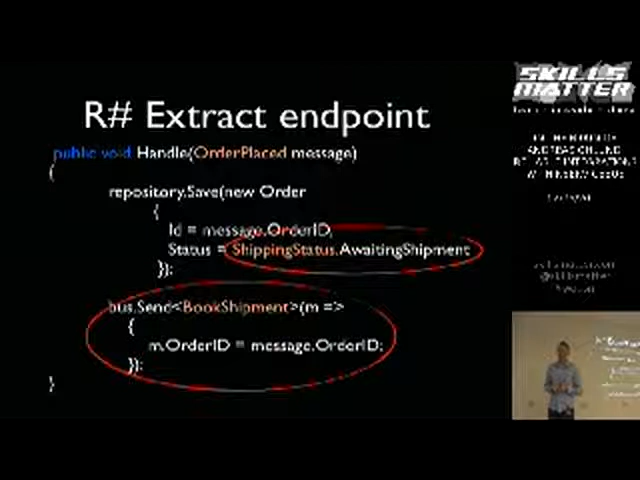 R# Extract endpoint
public void Handle(OrderPlaced message)
{
repository.Save(new Order
{
Id = message.OrderID,
Status = ShippingStatus.AwaitingShipment
});
bus.Send<BookShipment>(m =>
{
m.OrderID = message.OrderID;
});
}
SKILLS
MATTER